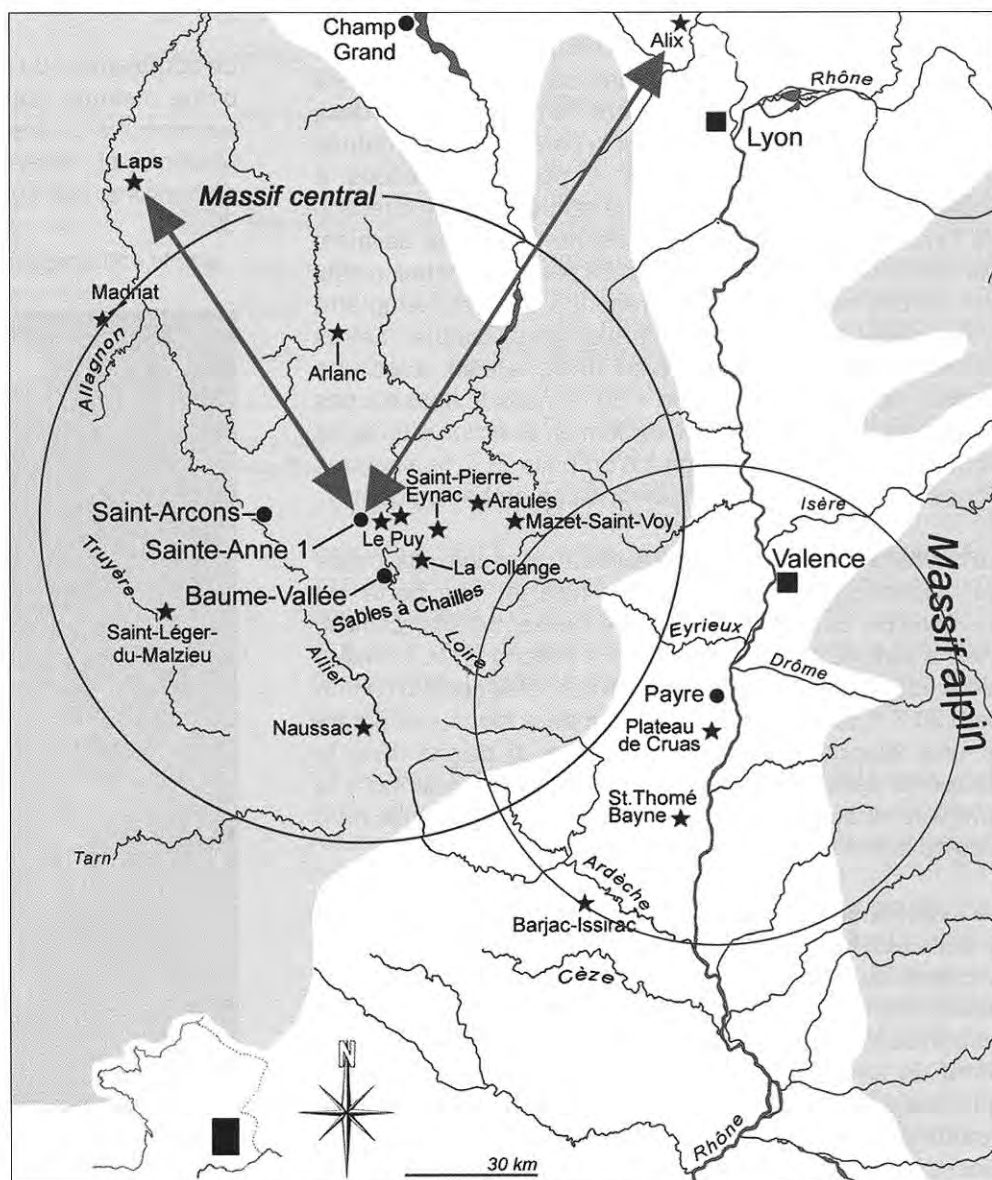 Champ
Grand
Alix
Rhône
Lyon
Laps
Massif central
Madriat
Allagnon
Arlanc
Saint-Pierre-
Eynac
Araules
Saint-Arcons
Isère
Mazet-Saint-Voy
Sainte-Anne 1
Le Puy
La Collange
Valence
Massif alpin
Truyère
Baume-Vallée
Sables à Chailles
Saint-Léger-
du-Malzieu
Eyrieux
Loire
Allier
Drôme
Payre
Naussac
Plateau
de Cruas
St.Thomé
Bayne
Tarn
Ardèche
Barjac-Issirac
Cèze
N
Rhône
30 km